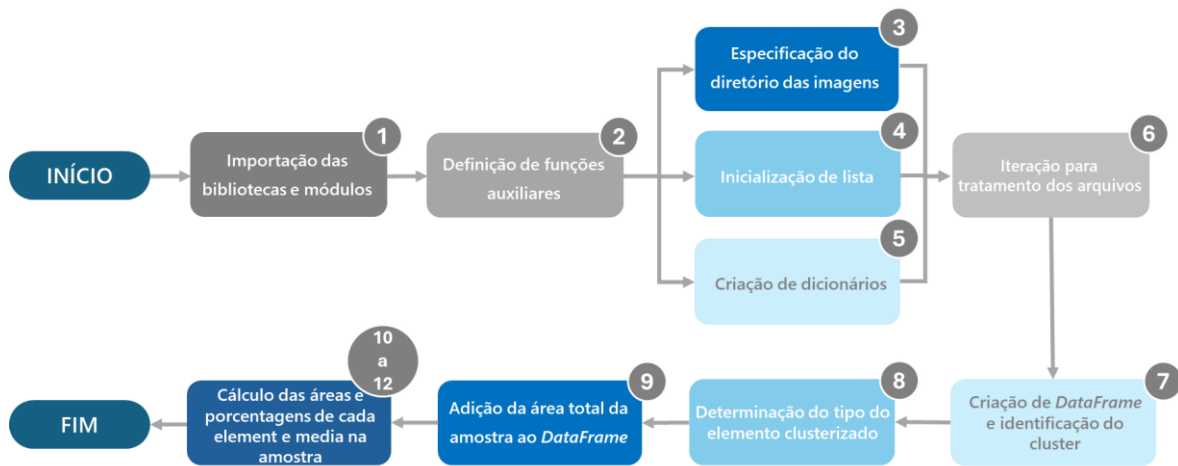 INÍCIO
1
Importação das
bibliotecas e módulos
2
Definição de funções
auxiliares
3
Especificação do
diretório das imagens
4
Inicialização de lista
5
Criação de dicionários
6
Iteração para
tratamento dos arquivos
7
Criação de DataFrame
e identificação do
cluster
8
Determinação do tipo do
elemento clusterizado
9
Adição da área total da
amostra ao DataFrame
10
a
12
Cálculo das áreas e
porcentagens de cada
element e media na
amostra
FIM